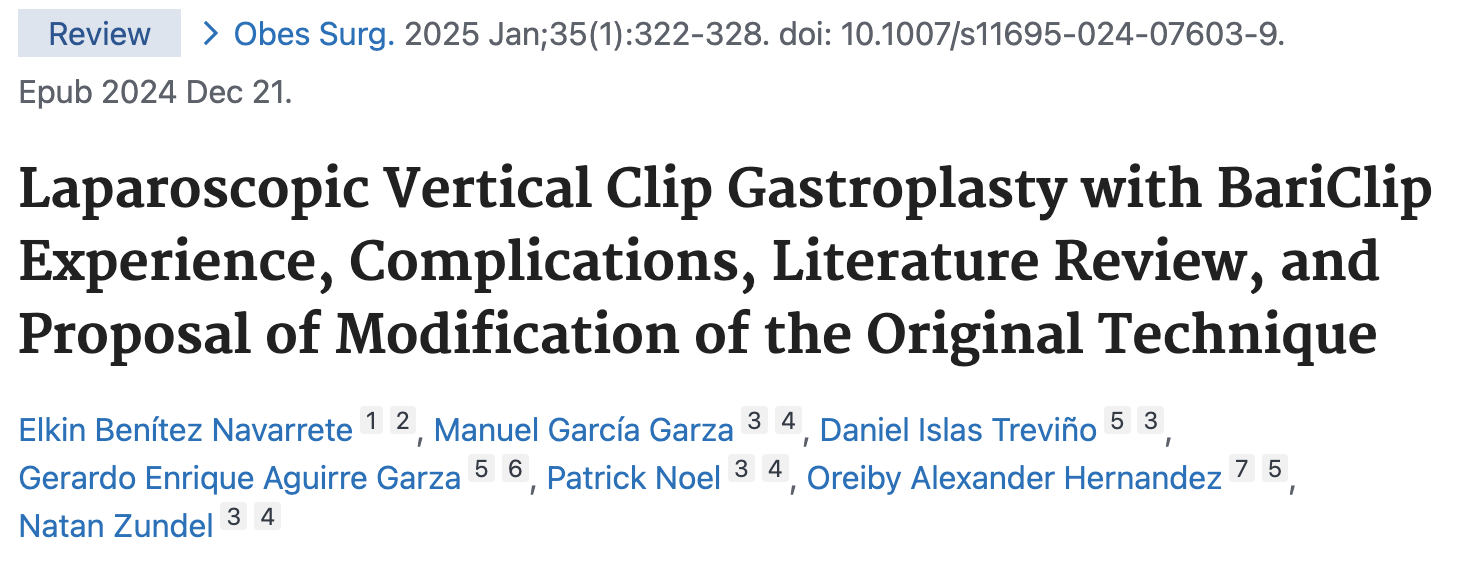 Review > Obes Surg. 2025 Jan;35(1):322-328. doi: 10.1007/s11695-024-07603-9.
Epub 2024 Dec 21.
Laparoscopic Vertical Clip Gastroplasty with BariClip
Experience, Complications, Literature Review, and
Proposal of Modification of the Original Technique
Elkin Benítez Navarrete 1 2, Manuel García Garza 3 4, Daniel Islas Treviño 5 3,
Gerardo Enrique Aguirre Garza 5 6, Patrick Noel 3 4, Oreiby Alexander Hernandez 7 5,
Natan Zundel 3 4